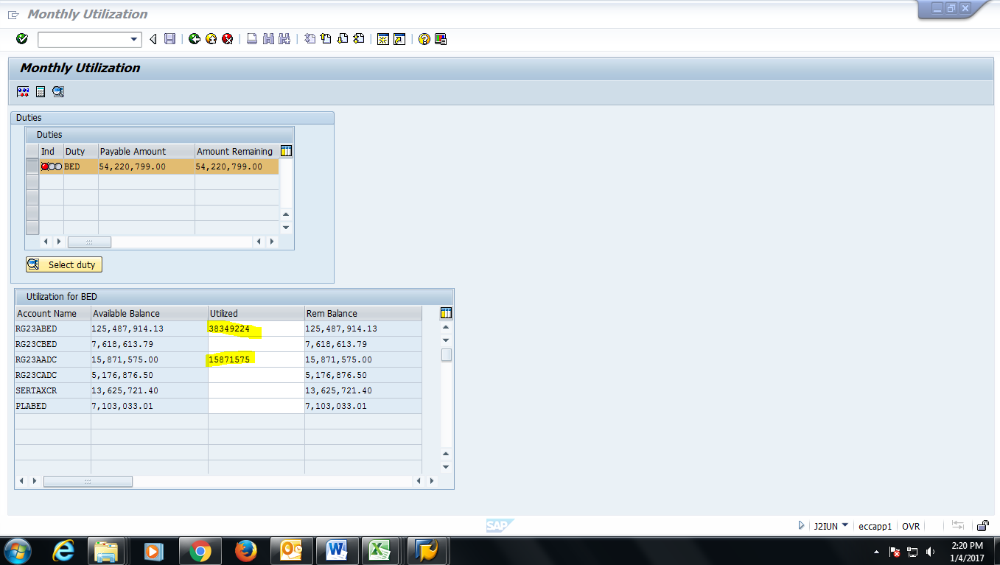 Monthly Utilization
Monthly Utilization
Duties
Duties
Ind Duty Payable Amount Amount Remaining
BED 54,220,799.00 54,220,799.00
Select duty
Utilization for BED
Account Name Available Balance Utilized Rem Balance
RG23ABED 125,487,914.13 38349224 125,487,914.13
RG23CBED 7,618,613.79 7,618,613.79
RG23AADC 15,871,575.00 15871575 15,871,575.00
RG23CADC 5,176,876.50 5,176,876.50
SERTAXCR 13,625,721.40 13,625,721.40
PLABED 7,103,033.01 7,103,033.01
SAP J2IUN eccapp1 OVR
2:20 PM
1/4/2017